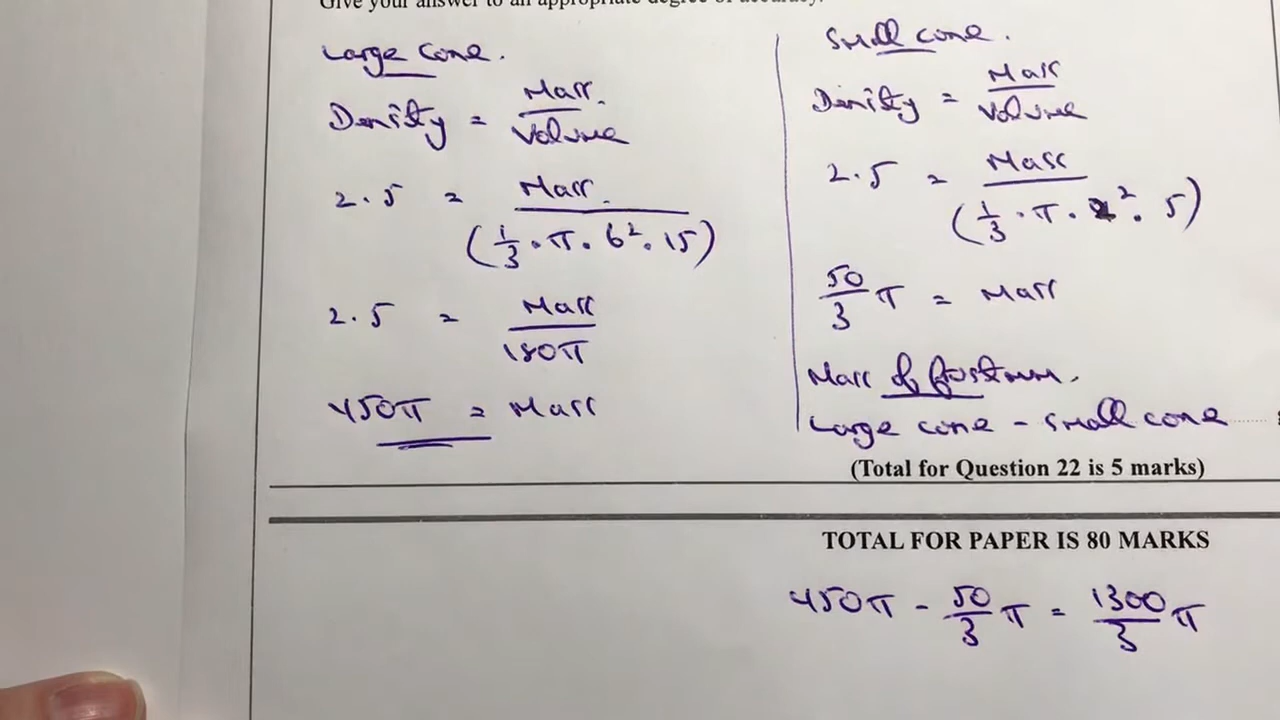 Give your answer to an appropriate degree of accuracy.
Large cone.
Density = Mass / Volume
2.5 = Mass / (1/3 · π · 6² · 15)
2.5 = Mass / 180π
450π = Mass
Small cone.
Density = Mass / Volume
2.5 = Mass / (1/3 · π · 2² · 5)
50/3 π = Mass
Mass of frustrum.
Large cone - small cone
(Total for Question 22 is 5 marks)
TOTAL FOR PAPER IS 80 MARKS
450π - 50/3 π = 1300/3 π